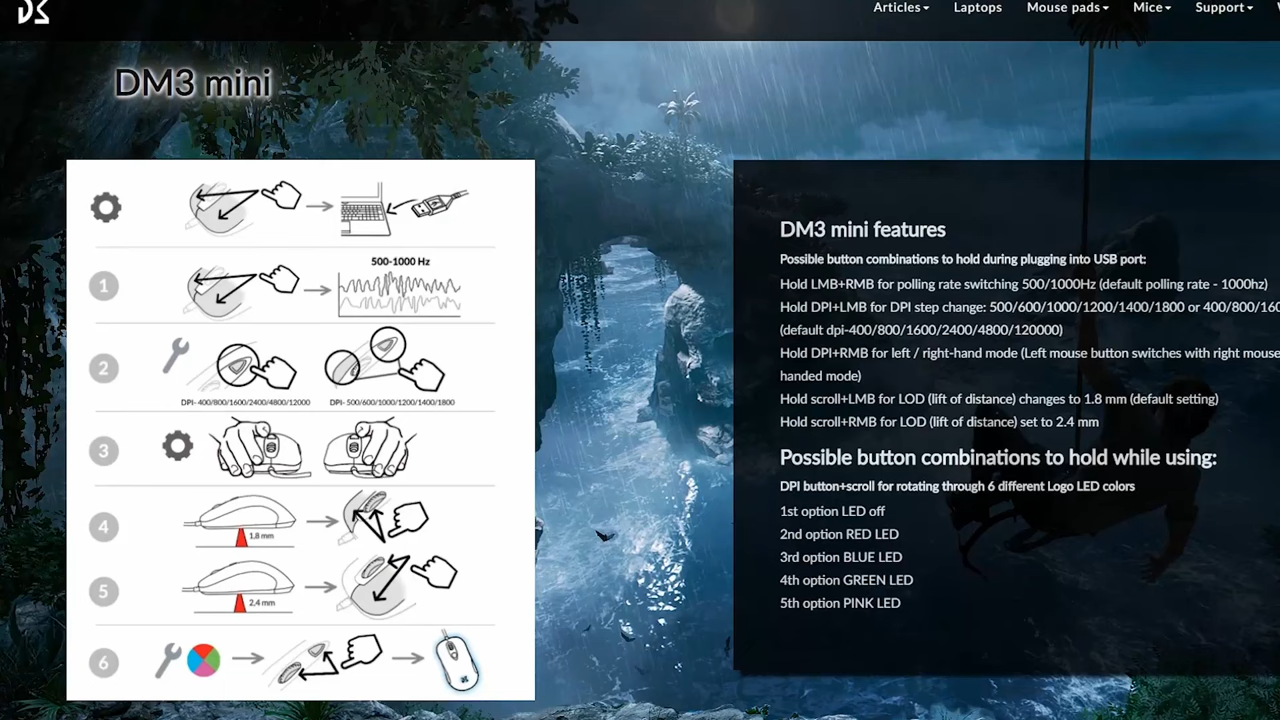 Articles
Laptops
Mouse pads
Mice
Support
DM3 mini
1
500-1000 Hz
2
DPI- 400/800/1600/2400/4800/12000
DPI- 500/600/1000/1200/1400/1800
3
4
1,8 mm
5
2,4 mm
6
DM3 mini features
Possible button combinations to hold during plugging into USB port:
Hold LMB+RMB for polling rate switching 500/1000Hz (default polling rate - 1000hz)
Hold DPI+LMB for DPI step change: 500/600/1000/1200/1400/1800 or 400/800/160
(default dpi-400/800/1600/2400/4800/120000)
Hold DPI+RMB for left / right-hand mode (Left mouse button switches with right mouse
handed mode)
Hold scroll+LMB for LOD (lift of distance) changes to 1.8 mm (default setting)
Hold scroll+RMB for LOD (lift of distance) set to 2.4 mm
Possible button combinations to hold while using:
DPI button+scroll for rotating through 6 different Logo LED colors
1st option LED off
2nd option RED LED
3rd option BLUE LED
4th option GREEN LED
5th option PINK LED